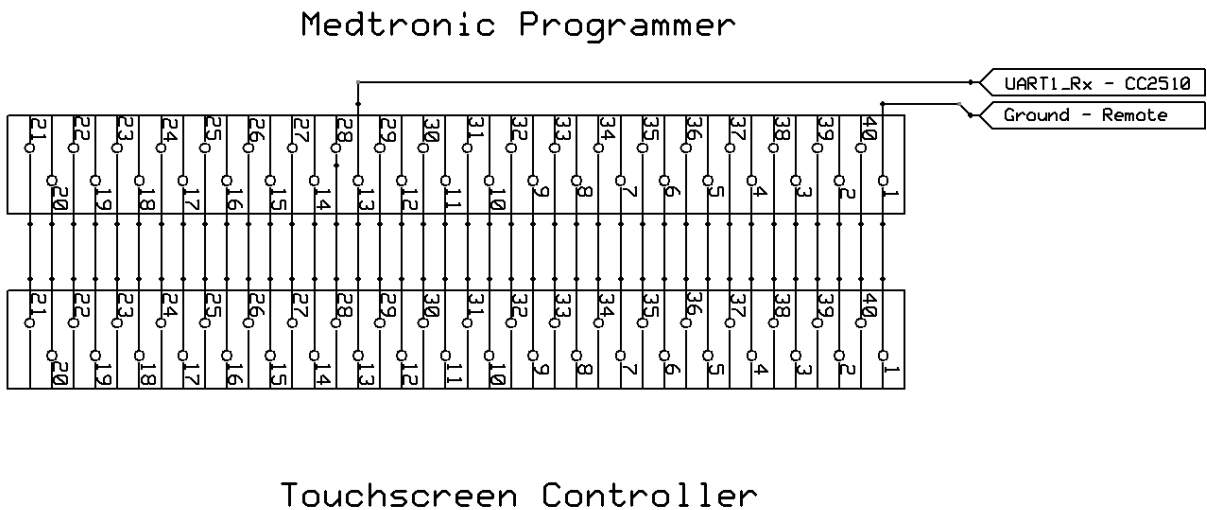 Medtronic Programmer
UART1_Rx - CC2510
Ground - Remote
21 22 23 24 25 26 27 28 29 30 31 32 33 34 35 36 37 38 39 40
20 19 18 17 16 15 14 13 12 11 10 9 8 7 6 5 4 3 2 1
21 22 23 24 25 26 27 28 29 30 31 32 33 34 35 36 37 38 39 40
20 19 18 17 16 15 14 13 12 11 10 9 8 7 6 5 4 3 2 1
Touchscreen Controller